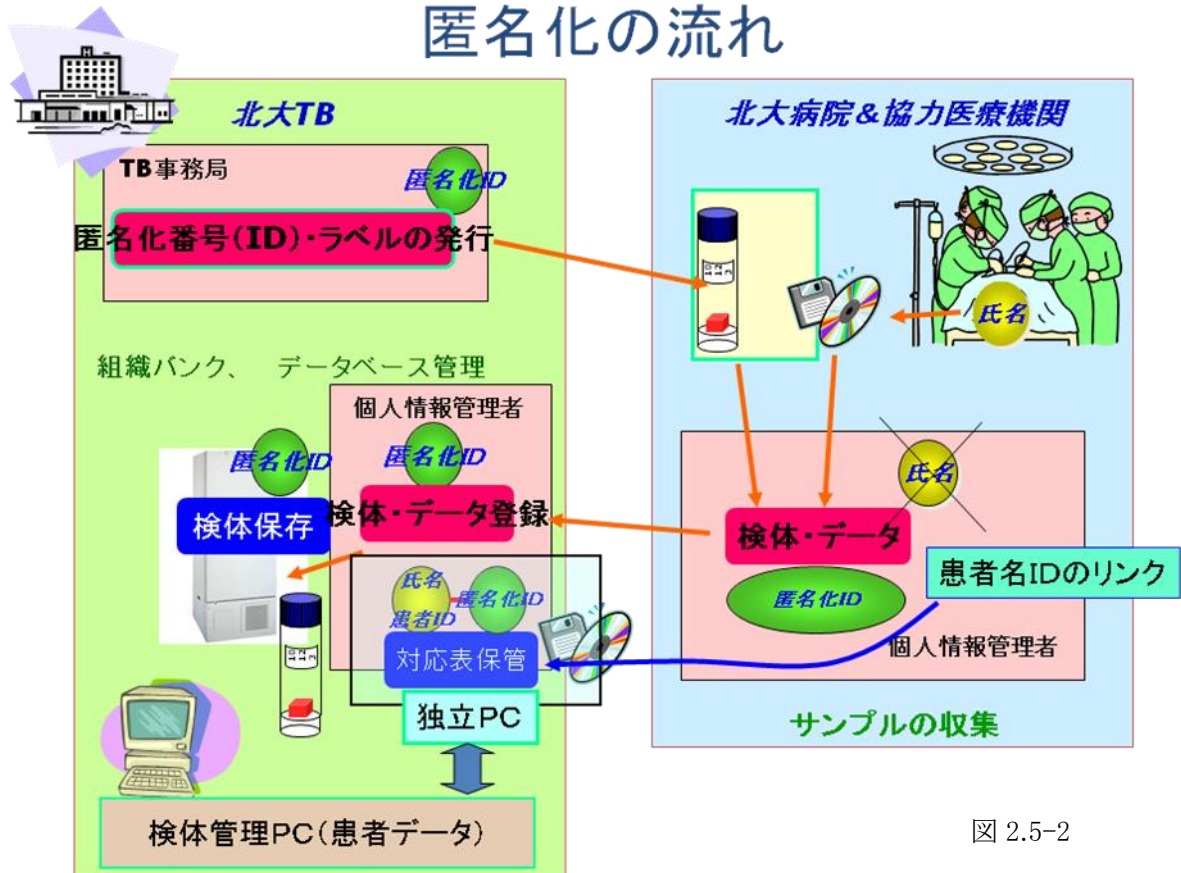 匿名化の流れ
北大TB
TB事務局
匿名化ID
匿名化番号(ID)・ラベルの発行
組織バンク、　データベース管理
個人情報管理者
匿名化ID
匿名化ID
検体保存
検体・データ登録
氏名
患者ID
匿名化ID
対応表保管
独立PC
検体管理PC(患者データ)
北大病院&協力医療機関
氏名
氏名
検体・データ
患者名IDのリンク
匿名化ID
個人情報管理者
サンプルの収集
図 2.5-2